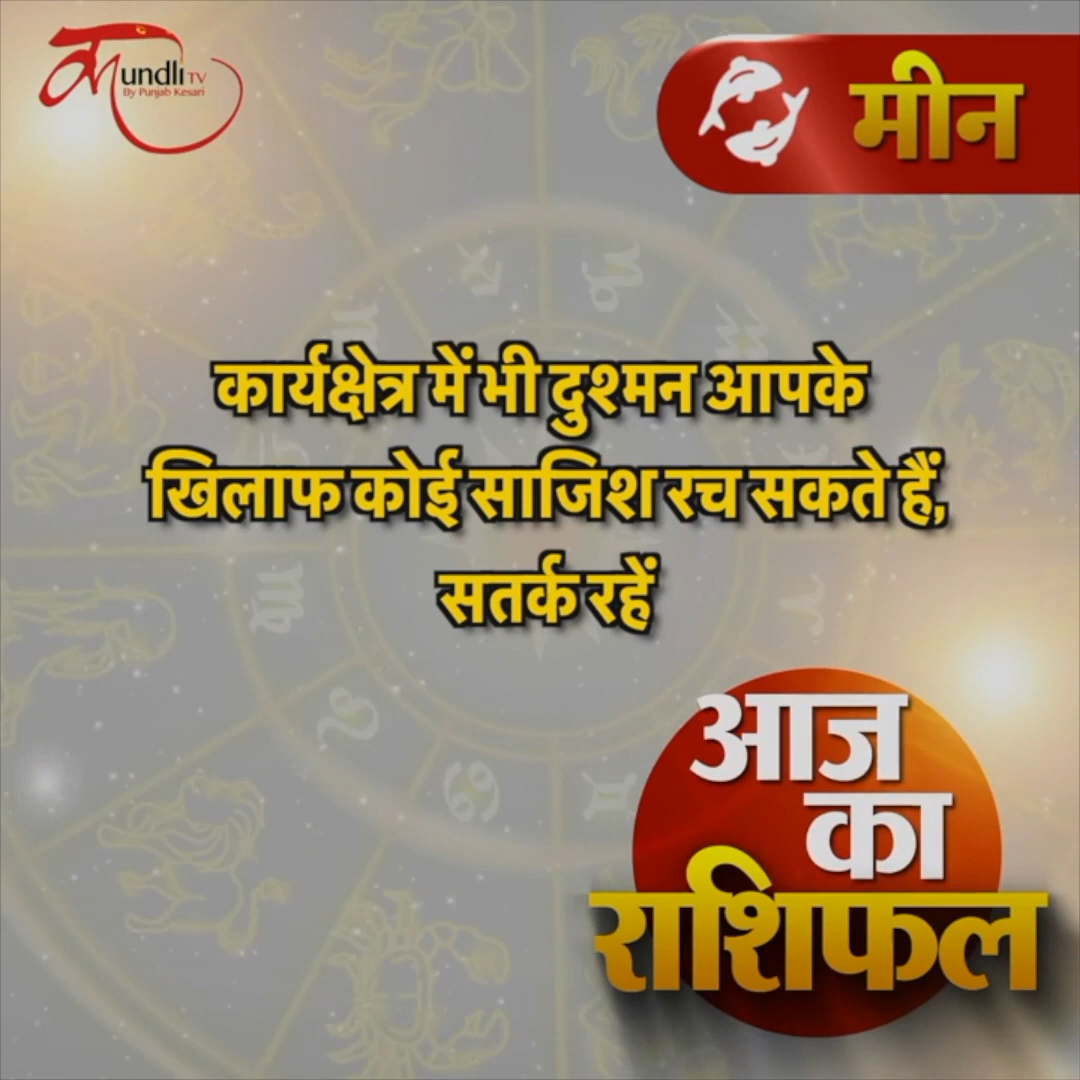 कुundli TV
By Punjab Kesari
मीन
कार्यक्षेत्र में भी दुश्मन आपके
खिलाफ कोई साजिश रच सकते हैं,
सतर्क रहें
आज
का
राशिफल